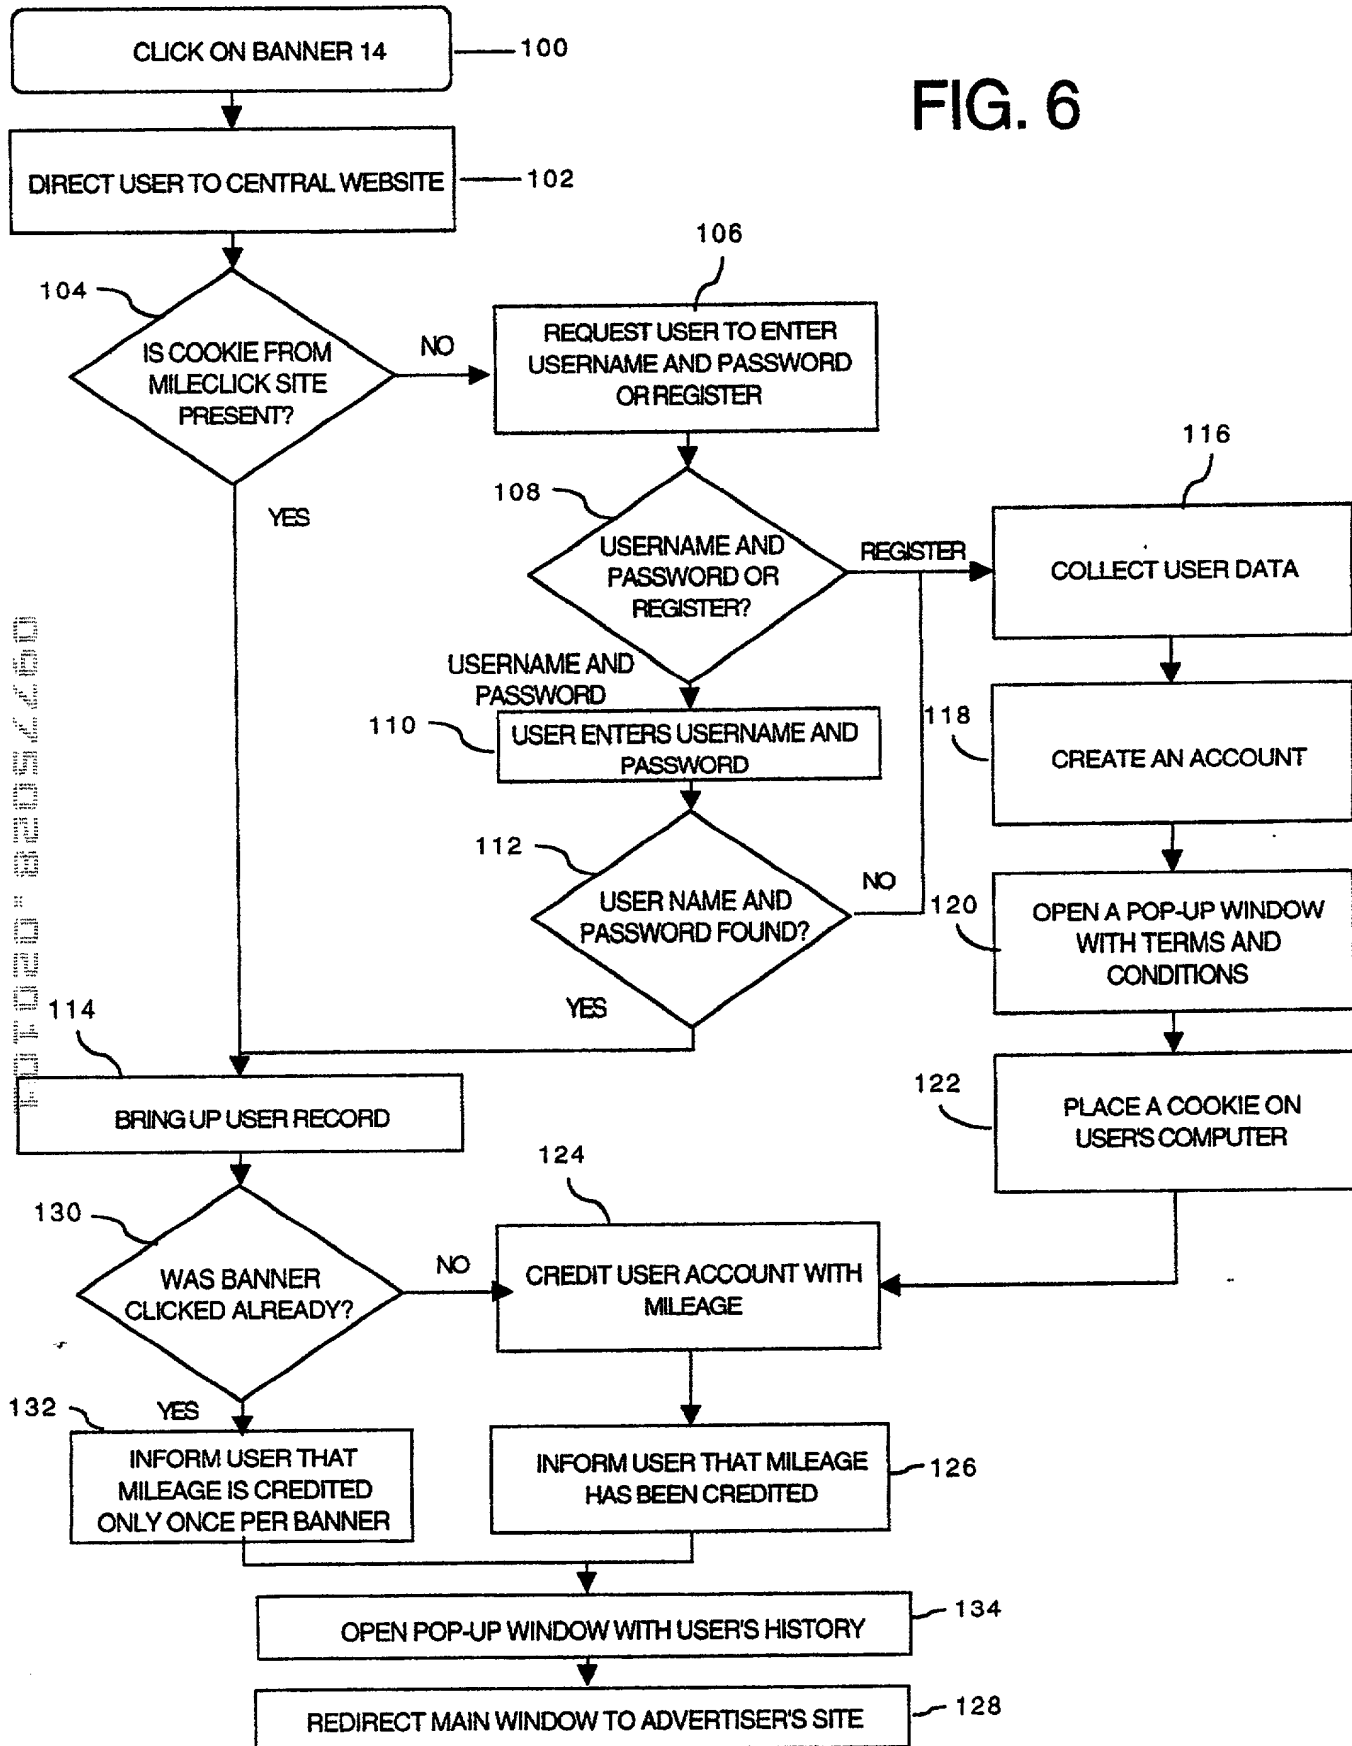 CLICK ON BANNER 14
100
FIG. 6
DIRECT USER TO CENTRAL WEBSITE
102
104
IS COOKIE FROM
MILECLICK SITE
PRESENT?
NO
YES
106
REQUEST USER TO ENTER
USERNAME AND PASSWORD
OR REGISTER
108
USERNAME AND
PASSWORD OR
REGISTER?
REGISTER
116
COLLECT USER DATA
USERNAME AND
PASSWORD
110
USER ENTERS USERNAME AND
PASSWORD
118
CREATE AN ACCOUNT
112
USER NAME AND
PASSWORD FOUND?
NO
YES
120
OPEN A POP-UP WINDOW
WITH TERMS AND
CONDITIONS
114
BRING UP USER RECORD
122
PLACE A COOKIE ON
USER'S COMPUTER
130
WAS BANNER
CLICKED ALREADY?
NO
YES
124
CREDIT USER ACCOUNT WITH
MILEAGE
132
INFORM USER THAT
MILEAGE IS CREDITED
ONLY ONCE PER BANNER
INFORM USER THAT MILEAGE
HAS BEEN CREDITED
126
OPEN POP-UP WINDOW WITH USER'S HISTORY
134
REDIRECT MAIN WINDOW TO ADVERTISER'S SITE
128